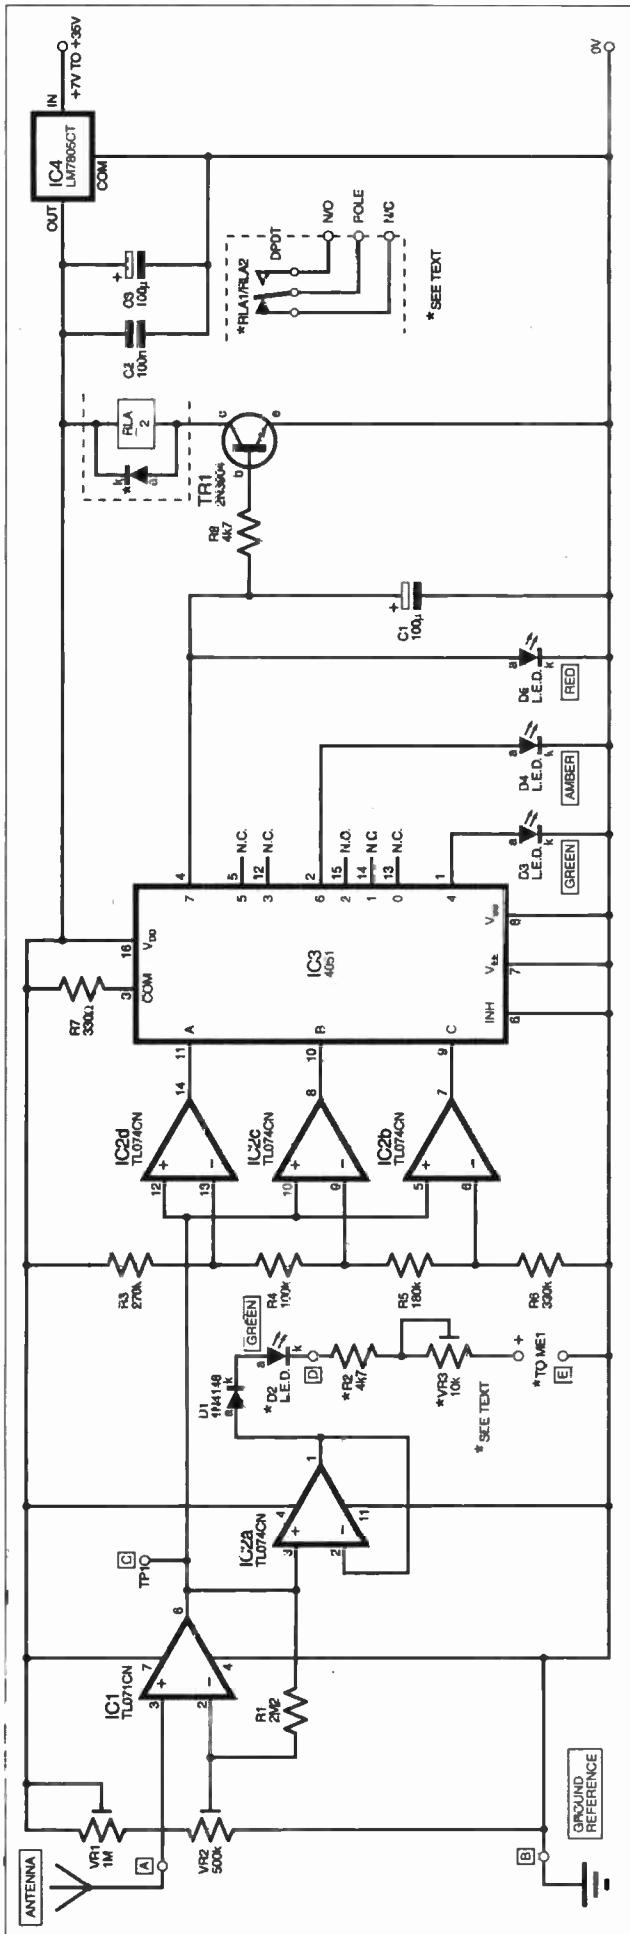 ANTENNA
VR1
1M
A
VR2
500k
B
GROUND
REFERENCE
IC1
TL071CN
3
+
2
−
7
4
6
R1
2M2
TP1
C
IC2a
TL074CN
3
+
2
−
4
11
1
D1
1N4148
a
k
GREEN
*D2
L.E.D.
a
k
D
*R2
4k7
*VR3
10k
* SEE TEXT
+
*TO ME1
E
R3
270k
R4
100k
R5
180k
R6
330k
IC2d
TL074CN
12
+
13
−
14
IC2c
TL074CN
10
+
9
−
8
IC2b
TL074CN
5
+
6
−
7
R7
330Ω
11
A
10
B
9
C
3
COM
16
VDD
IC3
4051
INH
6
VEE
7
8
7
4
5
5
N.C.
3
12
N.C.
6
2
2
15
1
14
N.C
0
13
N.C.
4
1
D3
L.E.D.
a
k
GREEN
D4
L.E.D.
a
k
AMBER
L.E.D.
a
k
RED
C1
100µ
+
4k7
TR1
2N3904
b
c
e
RLA
2
*
k
a
C2
100n
C3
100µ
+
*RLA1/RLA2
DPDT
N/O
POLE
N/C
* SEE TEXT
IC4
LM7805CT
OUT
IN
COM
+7V TO +35V
0V